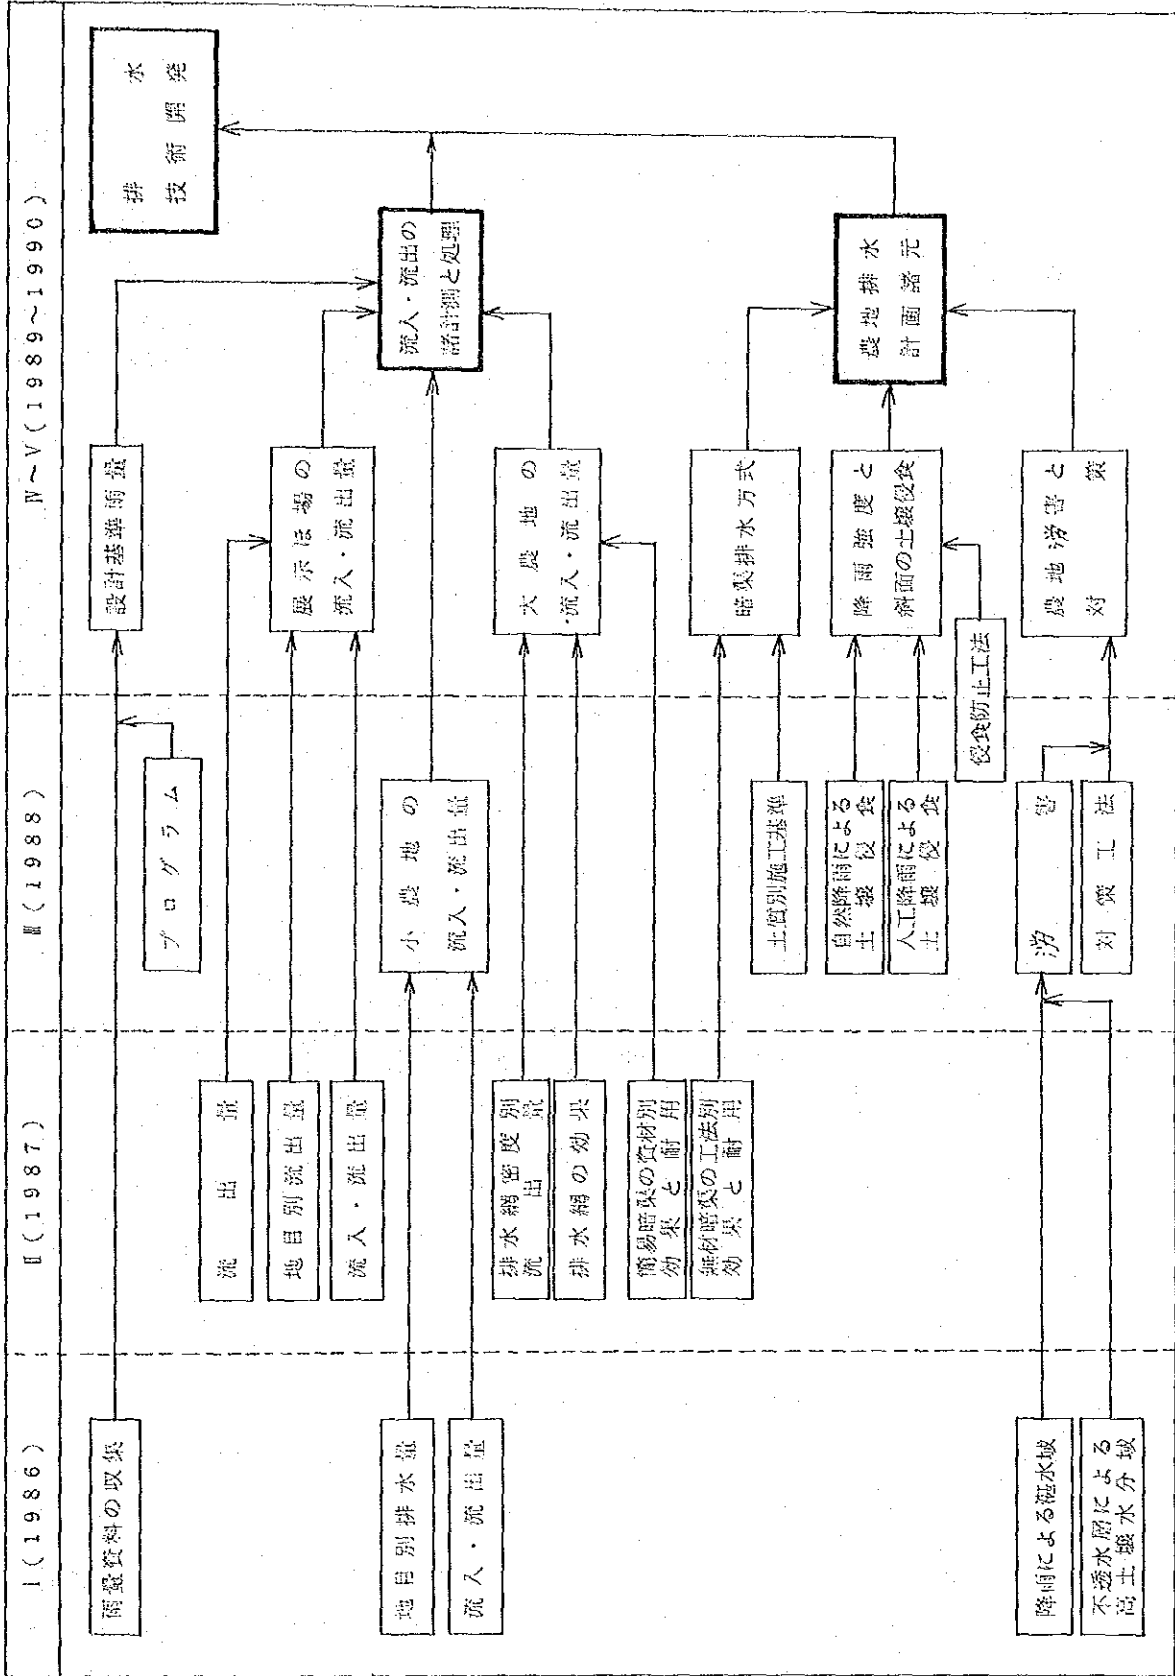 I(1986)
II(1987)
III(1988)
IV~V(1989~1990)
雨量資料の収集
地目別排水量
流入・流出量
降雨による湛水域
不透水層による
高土壌水分域
流出量
地目別流出量
流入・流出量
排水網密度別
流出量
排水網の効果
簡易暗渠の資材別
効果と耐用
無材暗渠の工法別
効果と耐用
プログラム
小農地の
流入・流出量
土質別施工基準
自然降雨による
土壌侵食
人工降雨による
土壌侵食
侵食防止工法
涝害
対策工法
設計基準雨量
展示ほ場の
流入・流出量
大農地の
流入・流出量
暗渠排水方式
降雨強度と
斜面の土壌侵食
農地涝害と
対策
流入・流出の
諸計測と処理
農地排水
計画諸元
排水
技術開発